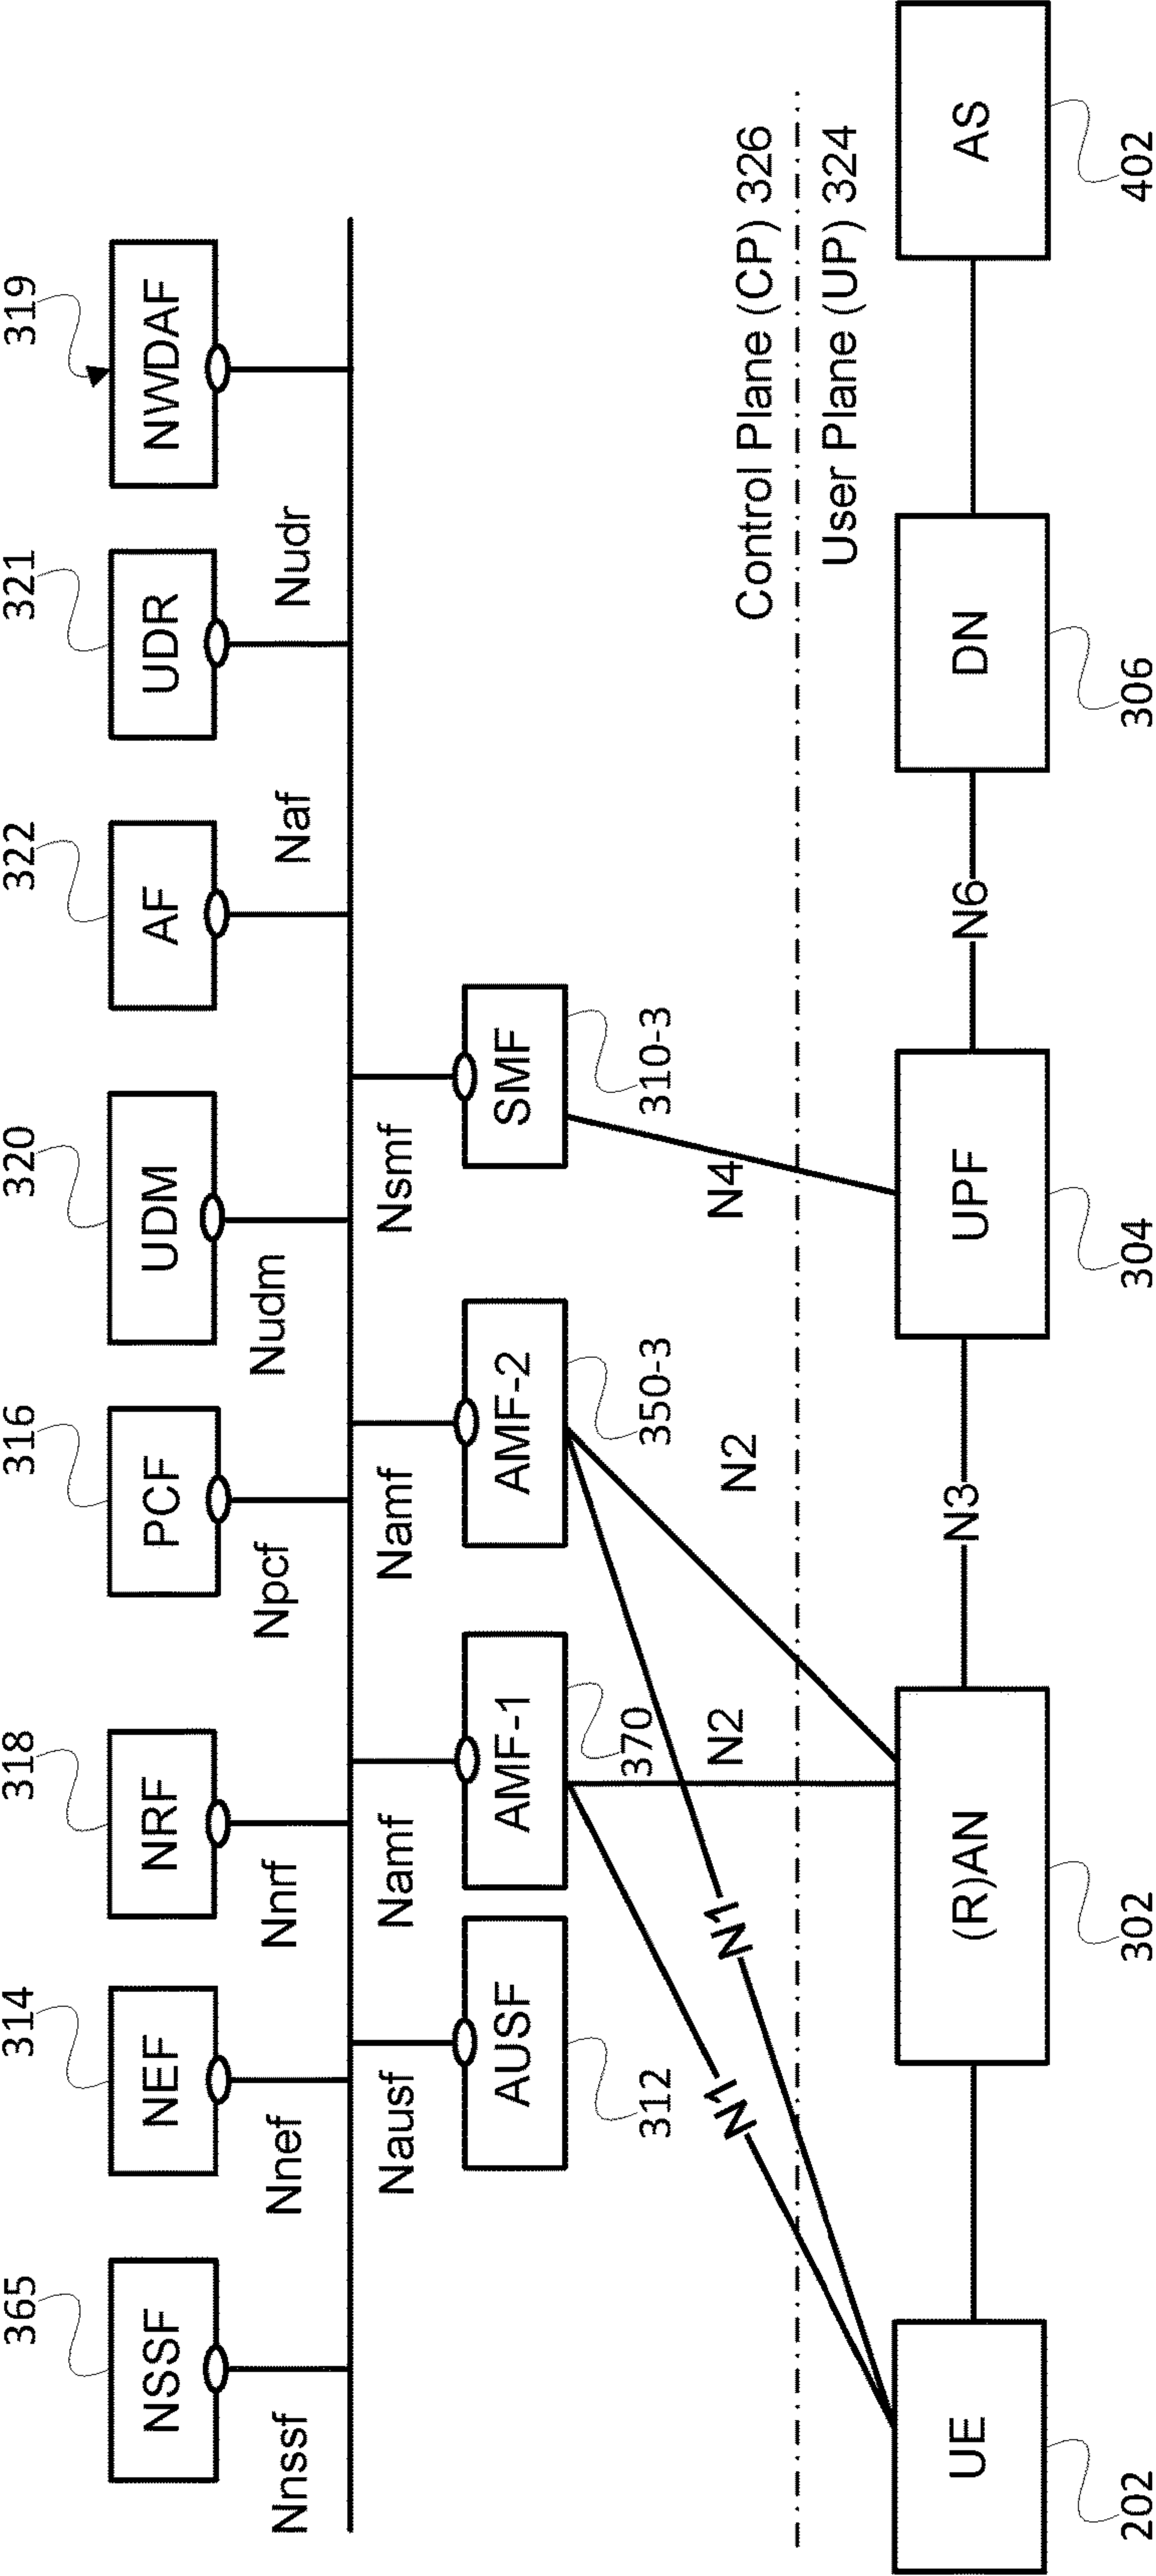 365
314
318
316
320
322
321
319
NSSF
NEF
NRF
PCF
UDM
AF
UDR
NWDAF
Nnssf
Nnef
Nnrf
Npcf
Nudm
Naf
Nudr
Nausf
Namf
Namf
Nsmf
AUSF
AMF-1
AMF-2
SMF
312
370
350-3
310-3
N1
N1
N2
N2
N4
Control Plane (CP) 326
User Plane (UP) 324
UE
(R)AN
N3
UPF
N6
DN
AS
202
302
304
306
402